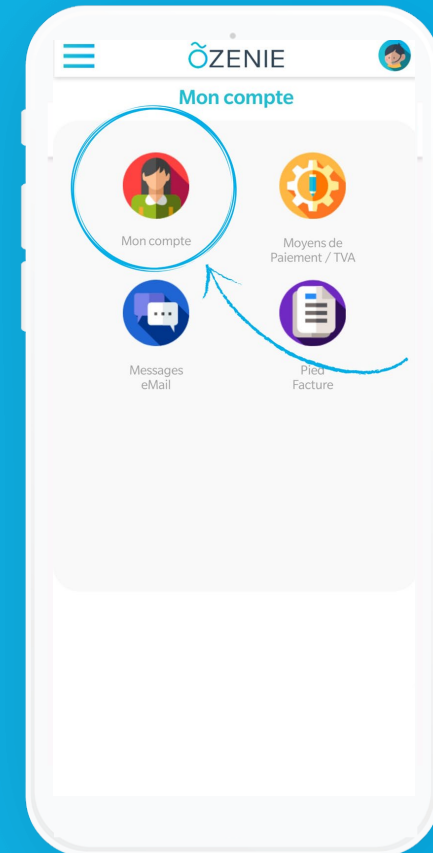 ÕZENIE
Mon compte
Mon compte
Moyens de
Paiement / TVA
Messages
eMail
Pied
Facture